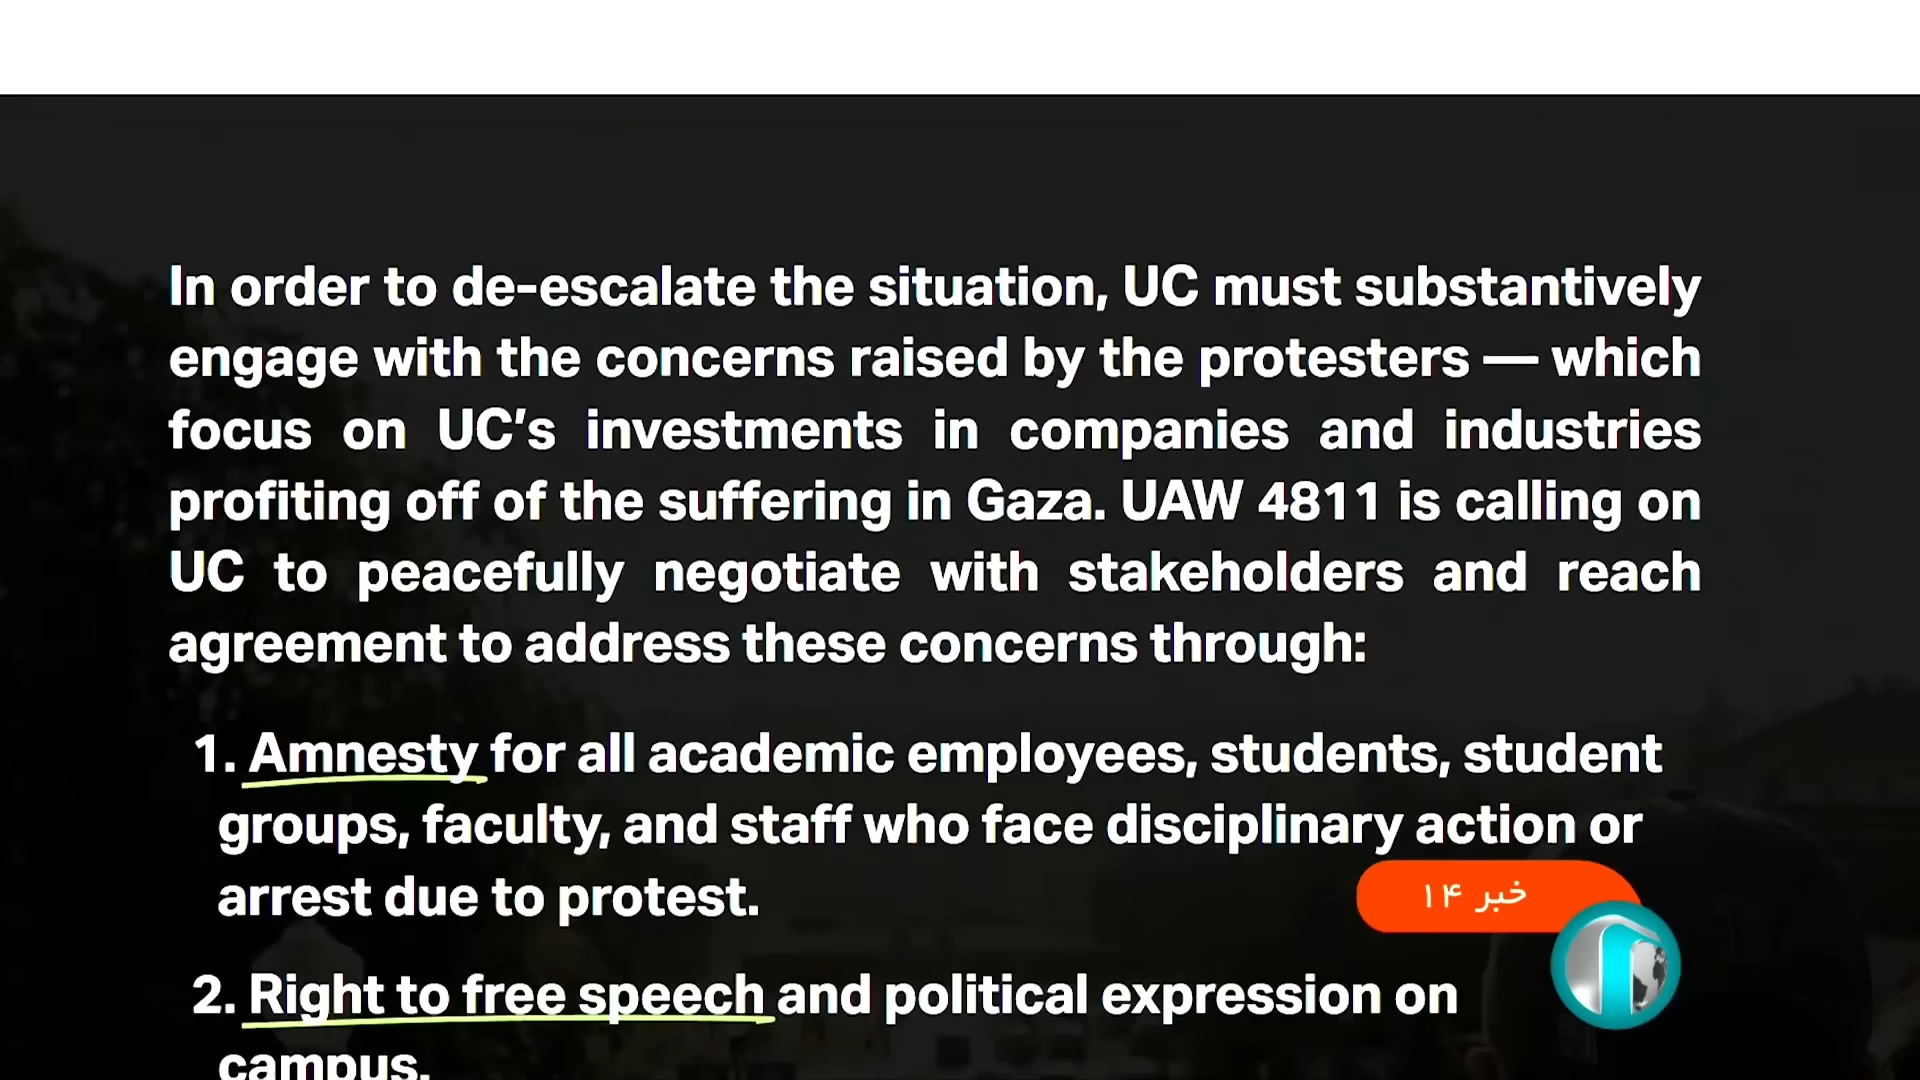 In order to de-escalate the situation, UC must substantively
engage with the concerns raised by the protesters — which
focus on UC's investments in companies and industries
profiting off of the suffering in Gaza. UAW 4811 is calling on
UC to peacefully negotiate with stakeholders and reach
agreement to address these concerns through:
1. Amnesty for all academic employees, students, student
groups, faculty, and staff who face disciplinary action or
arrest due to protest.
خبر ۱۴
2. Right to free speech and political expression on
campus.